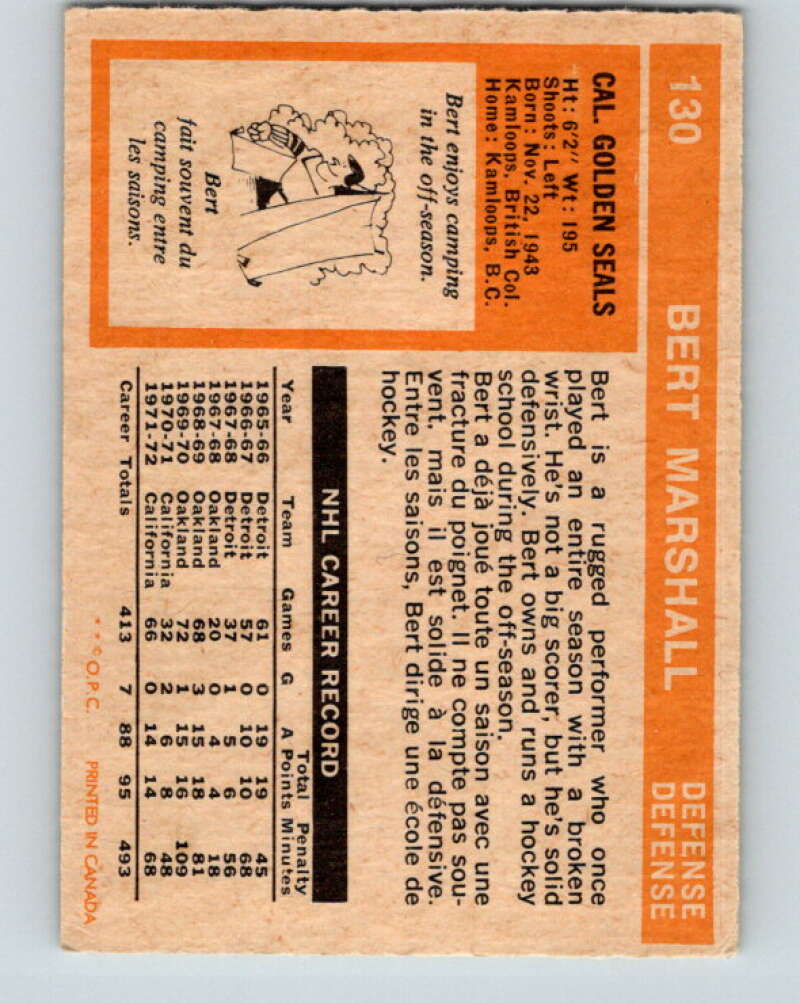 130 BERT MARSHALL DEFENSE
DEFENSE
CAL. GOLDEN SEALS
Ht: 6'2" Wt: 195
Shoots: Left
Born: Nov. 22, 1943
Kamloops, British Col.
Home: Kamloops, B.C.
Bert enjoys camping
in the off-season.
Bert
fait souvent du
camping entre
les saisons.
Bert is a rugged performer who once
played an entire season with a broken
wrist. He's not a big scorer, but he's solid
defensively. Bert owns and runs a hockey
school during the off-season.
Bert a déjà joué toute un saison avec une
fracture du poignet. Il ne compte pas sou-
vent, mais il est solide à la défensive.
Entre les saisons, Bert dirige une école de
hockey.
NHL CAREER RECORD
Total Penalty
Year Team Games G A Points Minutes
1965-66 Detroit 61 0 19 19 45
1966-67 Detroit 57 0 10 10 68
1967-68 Detroit 37 1 5 6 56
1967-68 Oakland 20 0 4 4 18
1968-69 Oakland 68 3 15 18 81
1969-70 Oakland 72 1 15 16 109
1970-71 California 32 2 6 8 48
1971-72 California 66 0 14 14 68
Career Totals 413 7 88 95 493
**© O.P.C. PRINTED IN CANADA